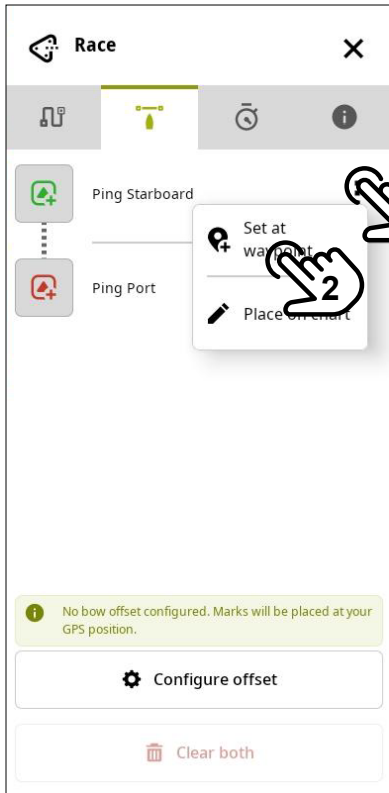 Race
Ping Starboard
Set at
waypoint
2
Ping Port
Place on chart
No bow offset configured. Marks will be placed at your
GPS position.
Configure offset
Clear both